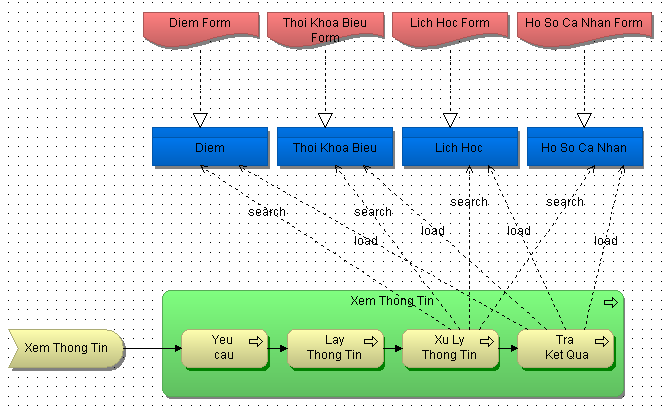 Diem Form
Thoi Khoa Bieu
Form
Lich Hoc Form
Ho So Ca Nhan Form
Diem
Thoi Khoa Bieu
Lich Hoc
Ho So Ca Nhan
search
search
search
search
load
load
load
load
Xem Thong Tin
Xem Thong Tin
Yeu
cau
Lay
Thong Tin
Xu Ly
Thong Tin
Tra
Ket Qua